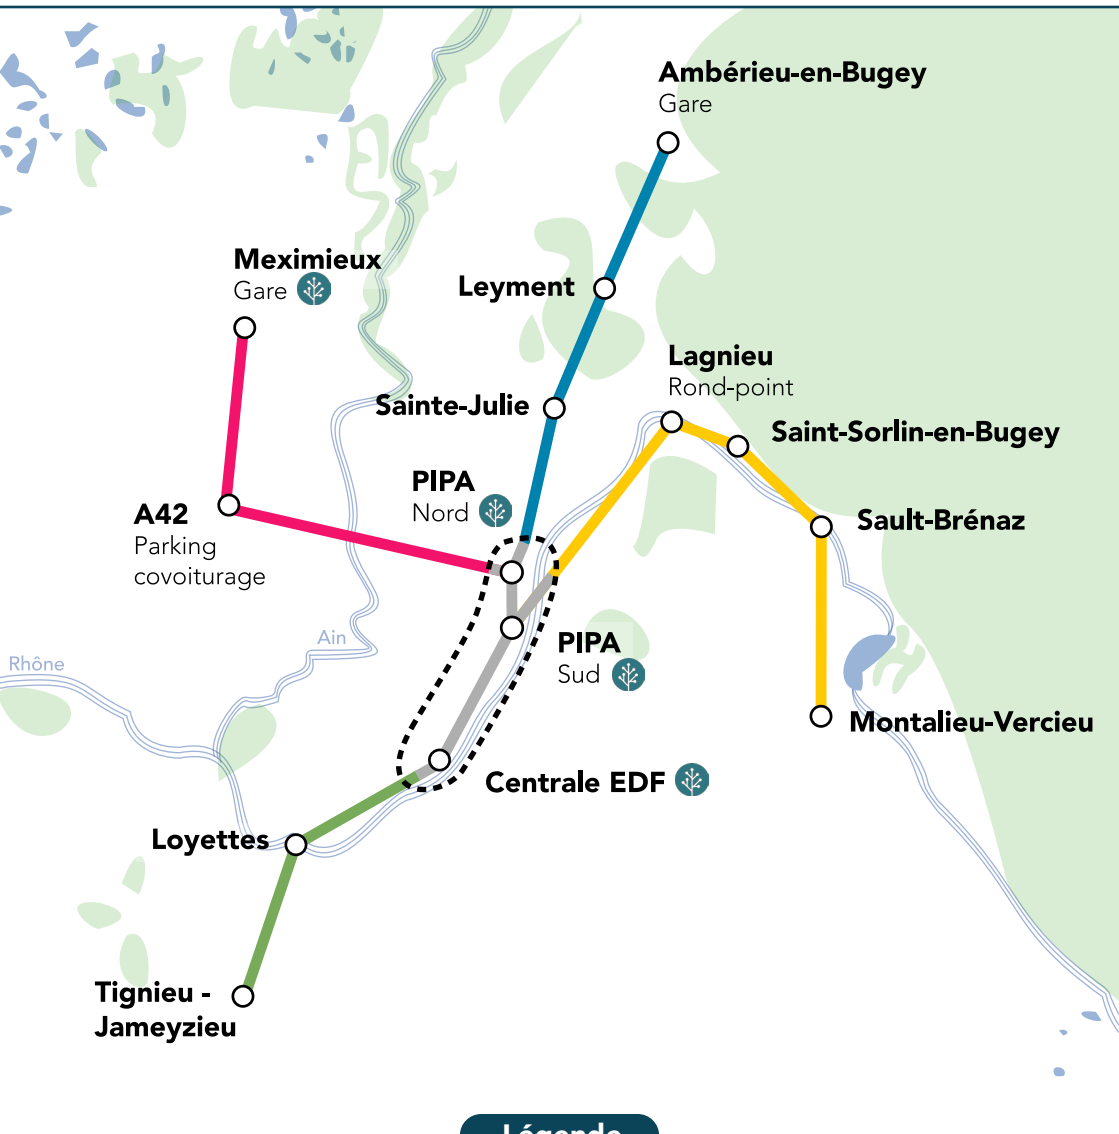 Ambérieu-en-Bugey
Gare
Meximieux
Gare
Leyment
Lagnieu
Rond-point
Sainte-Julie
Saint-Sorlin-en-Bugey
PIPA
Nord
A42
Parking
covoiturage
Sault-Brénaz
Ain
PIPA
Sud
Rhône
Montalieu-Vercieu
Centrale EDF
Loyettes
Tignieu -
Jameyzieu
Légende